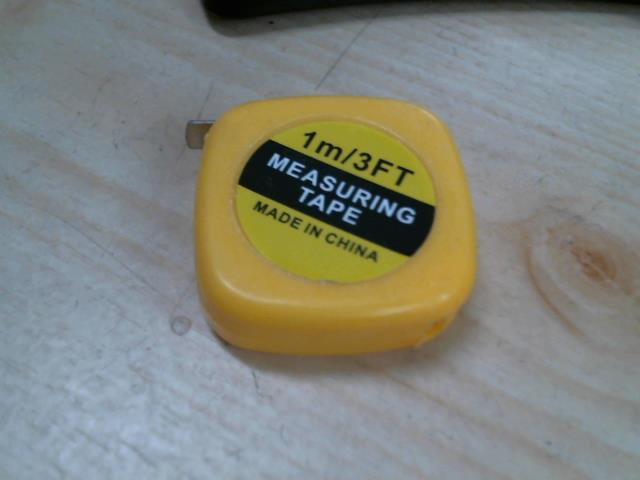 1m/3FT
MEASURING
TAPE
MADE IN CHINA